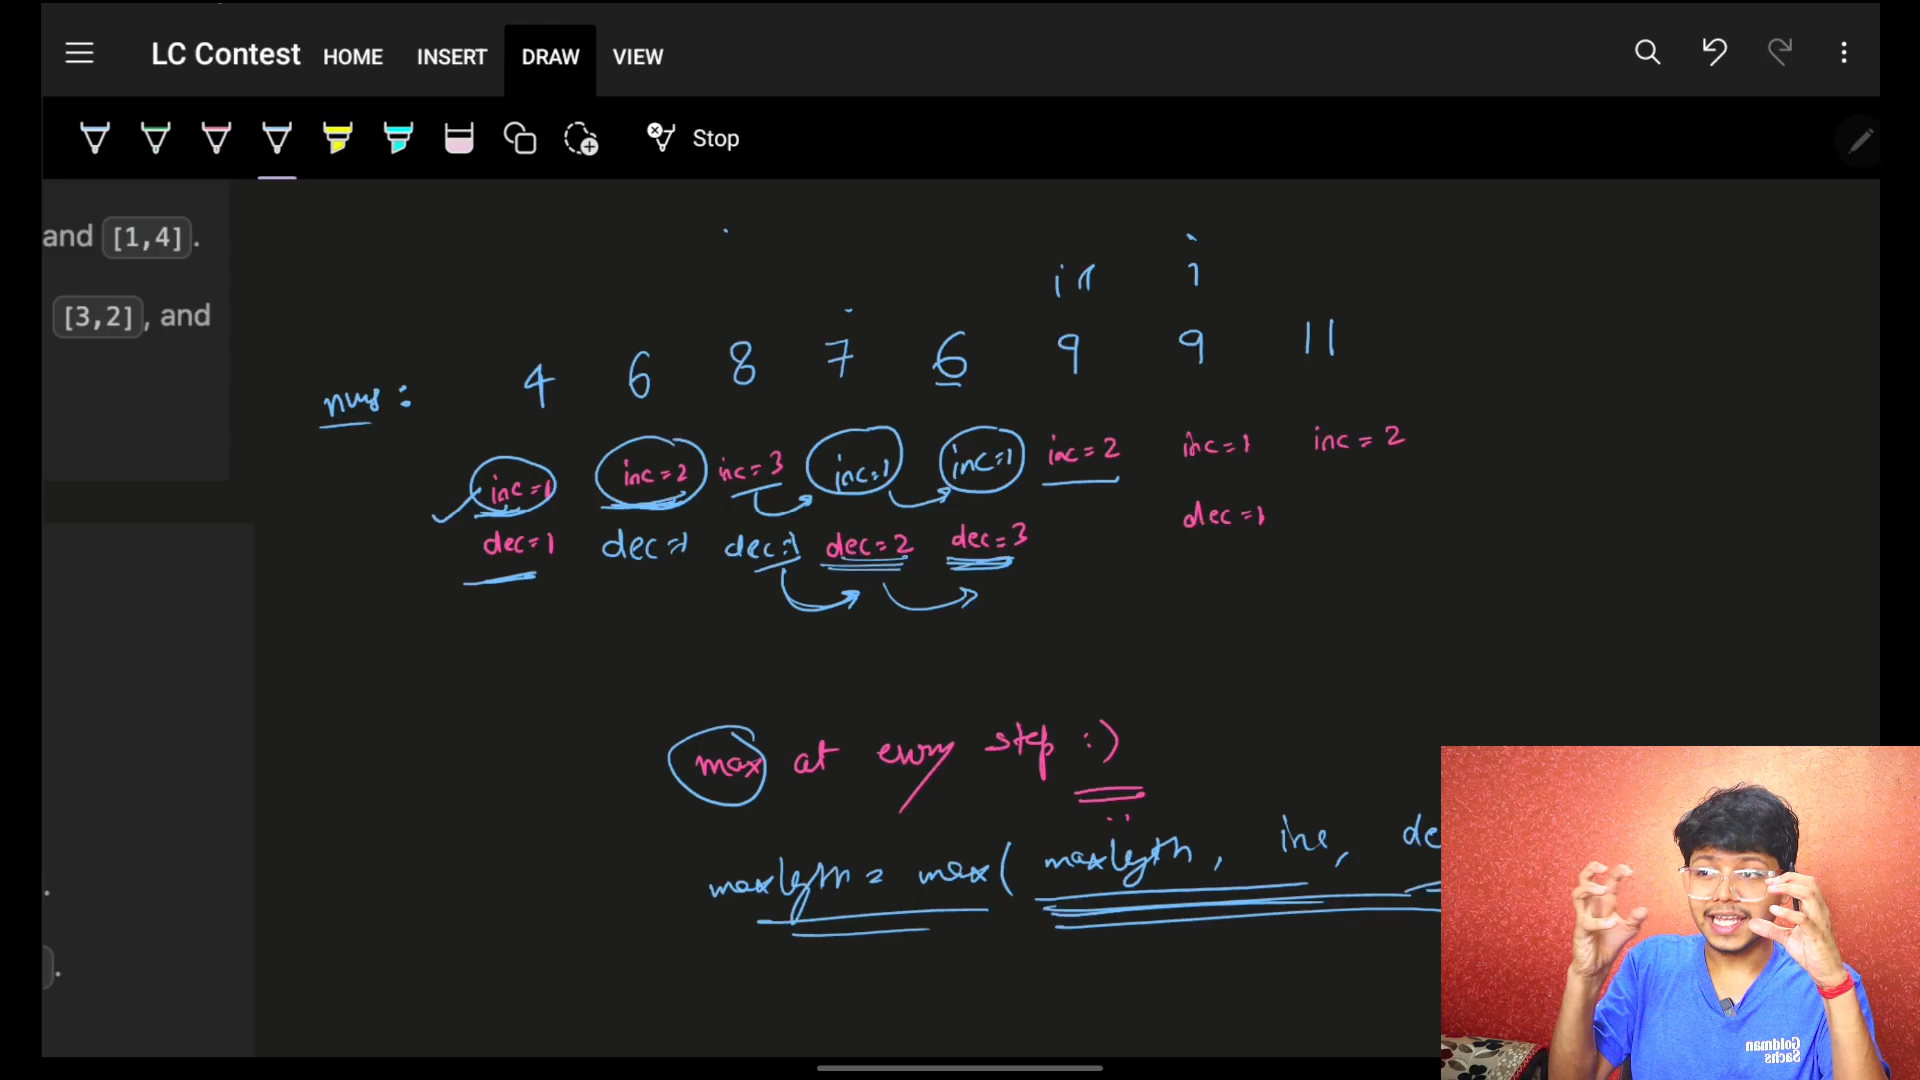 LC Contest HOME INSERT DRAW VIEW
Stop
and [1,4].
[3,2], and
i
i 1
nums : 4 6 8 7 6 9 9 11
inc=1 inc=2 inc=3 inc=1 inc=1 inc=2 inc=1 inc=2
dec=1 dec=1 dec=1 dec=2 dec=3 dec=1
max at every step :)
max( inc, de
.
.
Goldman
Sachs